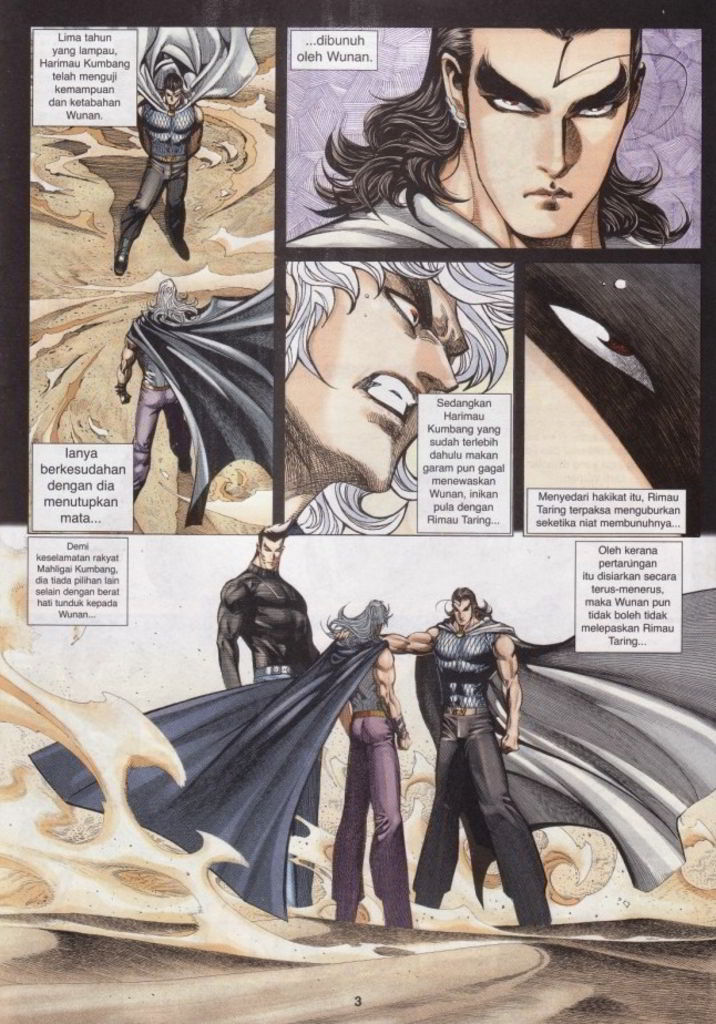 Lima tahun
yang lampau,
Harimau Kumbang
telah menguji
kemampuan
dan ketabahan
Wunan.
Ianya
berkesudahan
dengan dia
menutupkan
mata...
...dibunuh
oleh Wunan.
Sedangkan
Harimau
Kumbang yang
sudah terlebih
dahulu makan
garam pun gagal
menewaskan
Wunan, inikan
pula dengan
Rimau Taring...
Menyedari hakikat itu, Rimau
Taring terpaksa menguburkan
seketika niat membunuhnya...
Demi
keselamatan rakyat
Mahligai Kumbang,
dia tiada pilihan lain
selain dengan berat
hati tunduk kepada
Wunan...
Oleh kerana
pertarungan
itu disiarkan secara
terus-menerus,
maka Wunan pun
tidak boleh tidak
melepaskan Rimau
Taring...
3